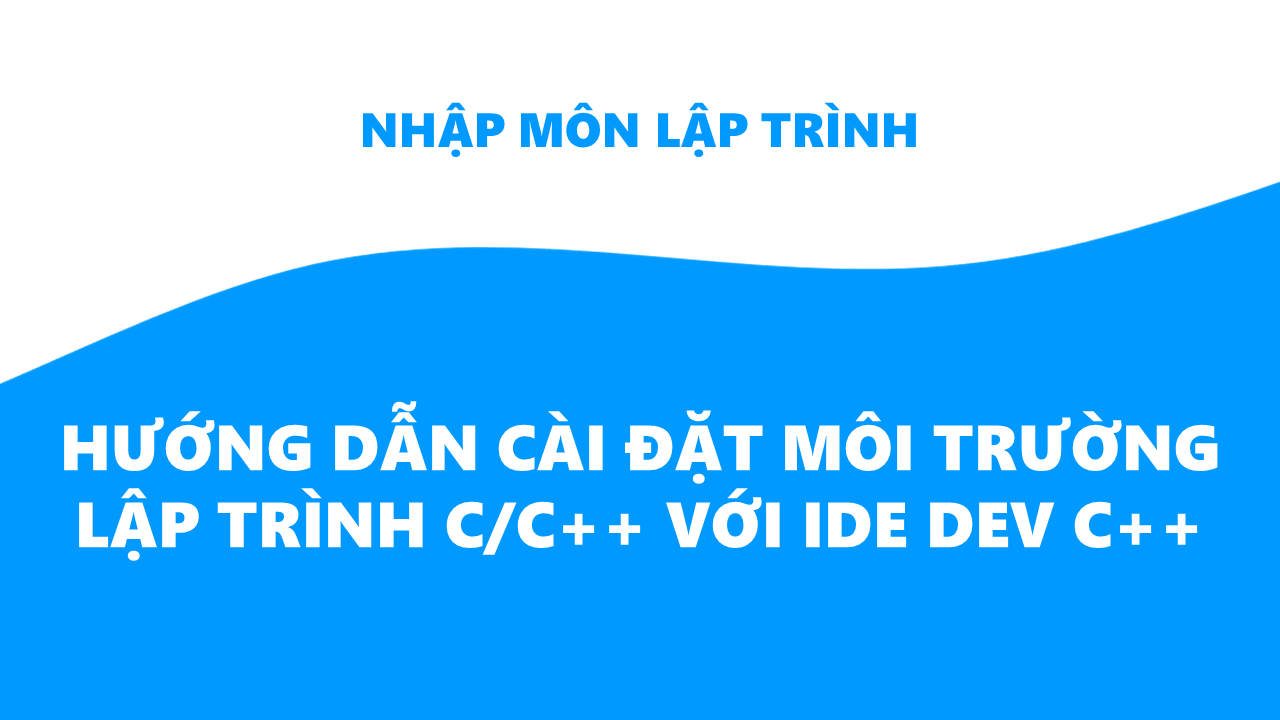 NHẬP MÔN LẬP TRÌNH
HƯỚNG DẪN CÀI ĐẶT MÔI TRƯỜNG
LẬP TRÌNH C/C++ VỚI IDE DEV C++